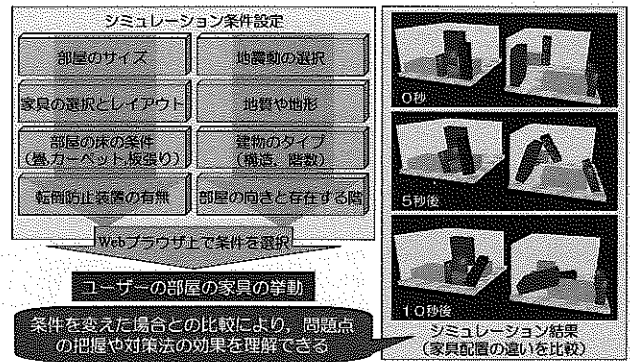 シミュレーション条件設定
部屋のサイズ
地震動の選択
家具の選択とレイアウト
地質や地形
部屋の床の条件
(畳,カーペット,板張り)
建物のタイプ
(構造,階数)
転倒防止装置の有無
部屋の向きと存在する階
Webブラウザ上で条件を選択
ユーザーの部屋の家具の挙動
条件を変えた場合との比較により,問題点
の把握や対策法の効果を理解できる
0秒
5秒後
10秒後
シミュレーション結果
(家具配置の違いを比較)